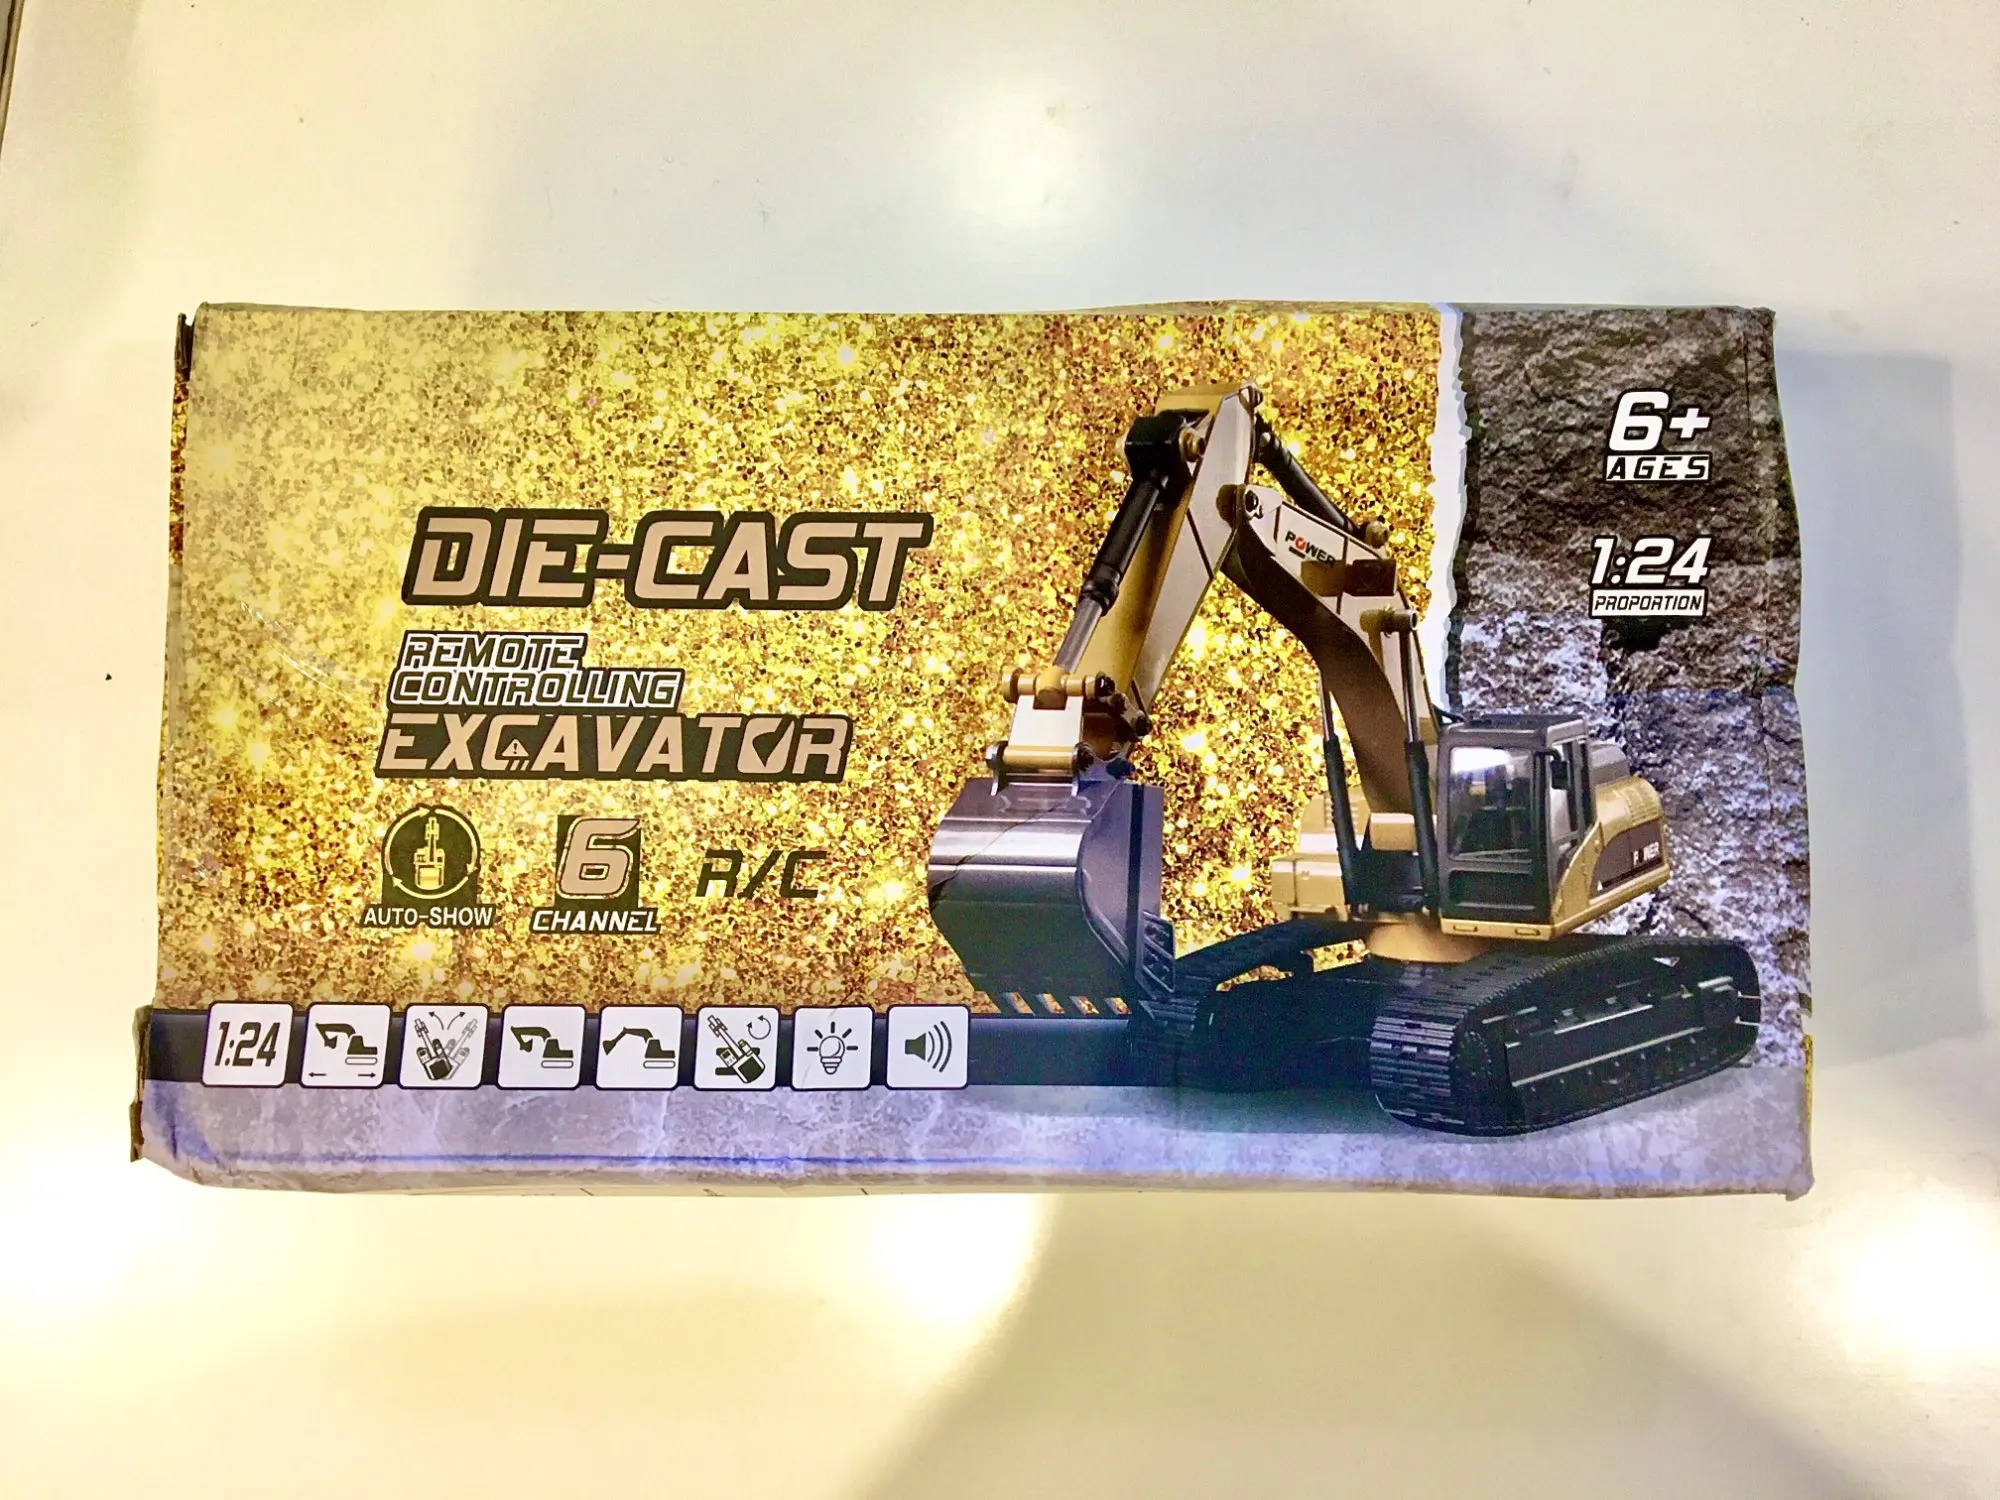 DIE-CAST
REMOTE
CONTROLLING
EXCAVATOR
AUTO-SHOW
6
CHANNEL
R/C
1:24
POWER
POWER
6+
AGES
1:24
PROPORTION